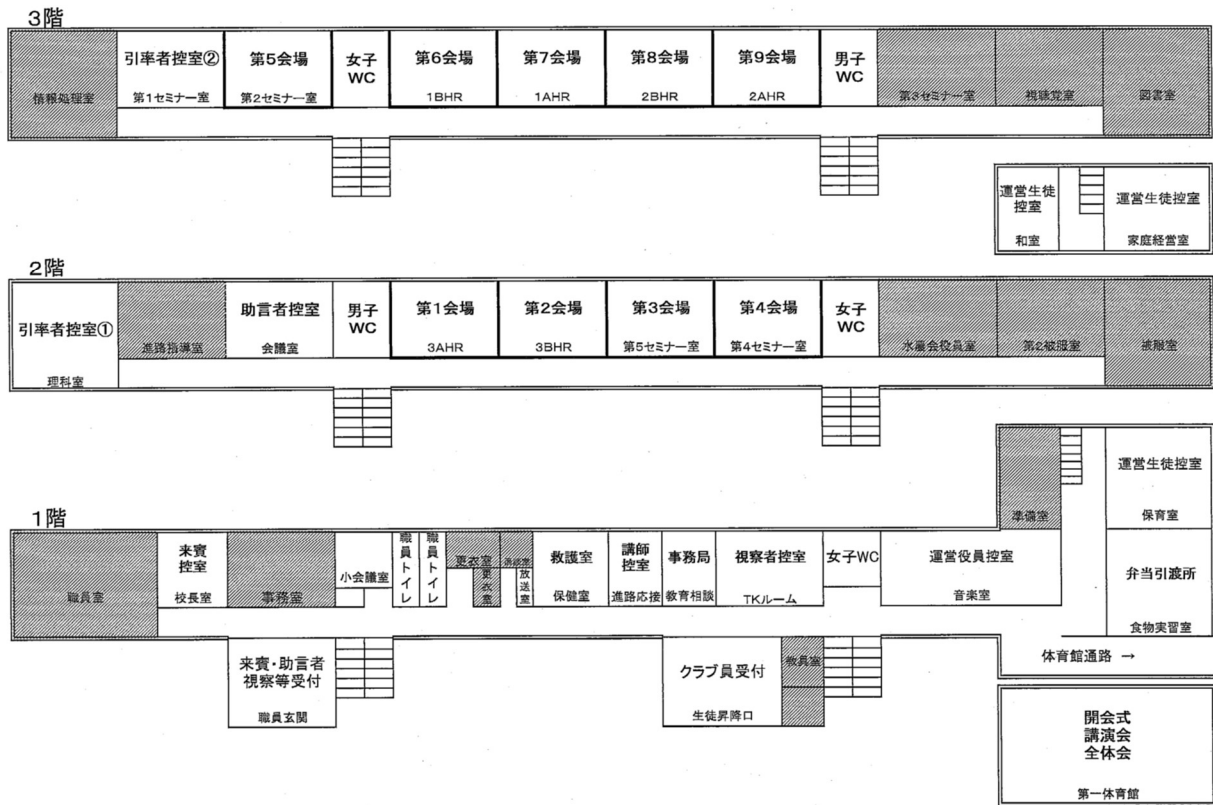 3階
情報処理室
引率者控室②
第1セミナー室
第5会場
第2セミナー室
女子
WC
第6会場
1BHR
第7会場
1AHR
第8会場
2BHR
第9会場
2AHR
男子
WC
第3セミナー室
視聴覚室
図書室
運営生徒
控室
和室
運営生徒控室
家庭経営室
2階
引率者控室①
理科室
進路指導室
助言者控室
会議室
男子
WC
第1会場
3AHR
第2会場
3BHR
第3会場
第5セミナー室
第4会場
第4セミナー室
女子
WC
水産会役員室
第2被服室
被服室
1階
職員室
来賓
控室
校長室
事務室
小会議室
職員トイレ
職員トイレ
更衣室
更衣室
放送室
救護室
保健室
講師
控室
進路応接
事務局
教育相談
視察者控室
TKルーム
女子WC
運営役員控室
音楽室
準備室
運営生徒控室
保育室
弁当引渡所
食物実習室
体育館通路 →
来賓・助言者
視察等受付
職員玄関
クラブ員受付
生徒昇降口
教員室
開会式
講演会
全体会
第一体育館